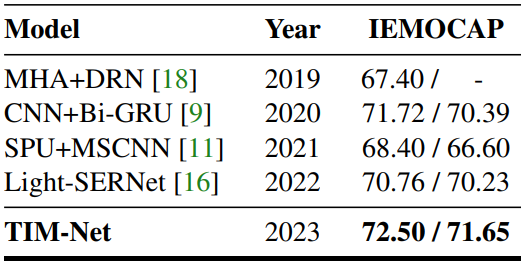 Model Year IEMOCAP
MHA+DRN [18] 2019 67.40 / -
CNN+Bi-GRU [9] 2020 71.72 / 70.39
SPU+MSCNN [11] 2021 68.40 / 66.60
Light-SERNet [16] 2022 70.76 / 70.23
TIM-Net 2023 72.50 / 71.65